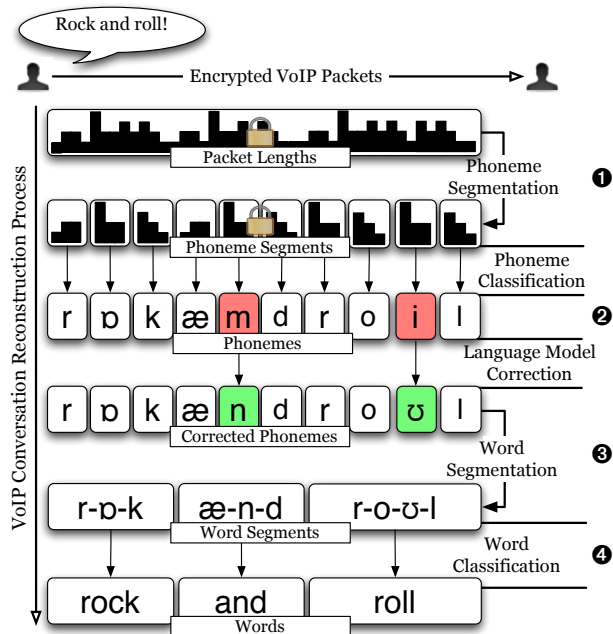 Rock and roll!
Encrypted VoIP Packets
VoIP Conversation Reconstruction Process
Packet Lengths
Phoneme
Segmentation
❶
Phoneme Segments
Phoneme
Classification
r ɒ k æ m d r o i l
❷
Phonemes
Language Model
Correction
r ɒ k æ n d r o ʊ l
Corrected Phonemes
Word
Segmentation
❸
r-ɒ-k æ-n-d r-o-ʊ-l
Word Segments
Word
Classification
❹
rock and roll
Words